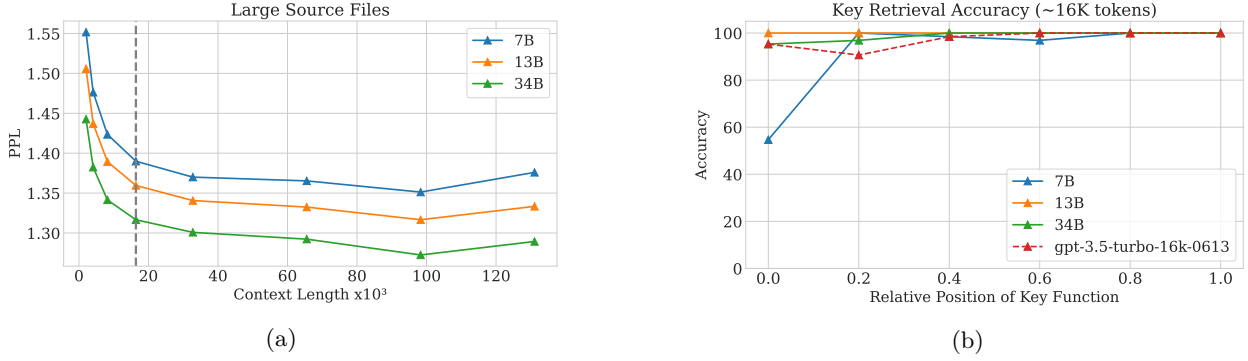 Large Source Files
PPL
1.55
1.50
1.45
1.40
1.35
1.30
7B
13B
34B
0 20 40 60 80 100 120
Context Length x10³
(a)
Key Retrieval Accuracy (~16K tokens)
Accuracy
100
80
60
40
20
0
7B
13B
34B
gpt-3.5-turbo-16k-0613
0.0 0.2 0.4 0.6 0.8 1.0
Relative Position of Key Function
(b)